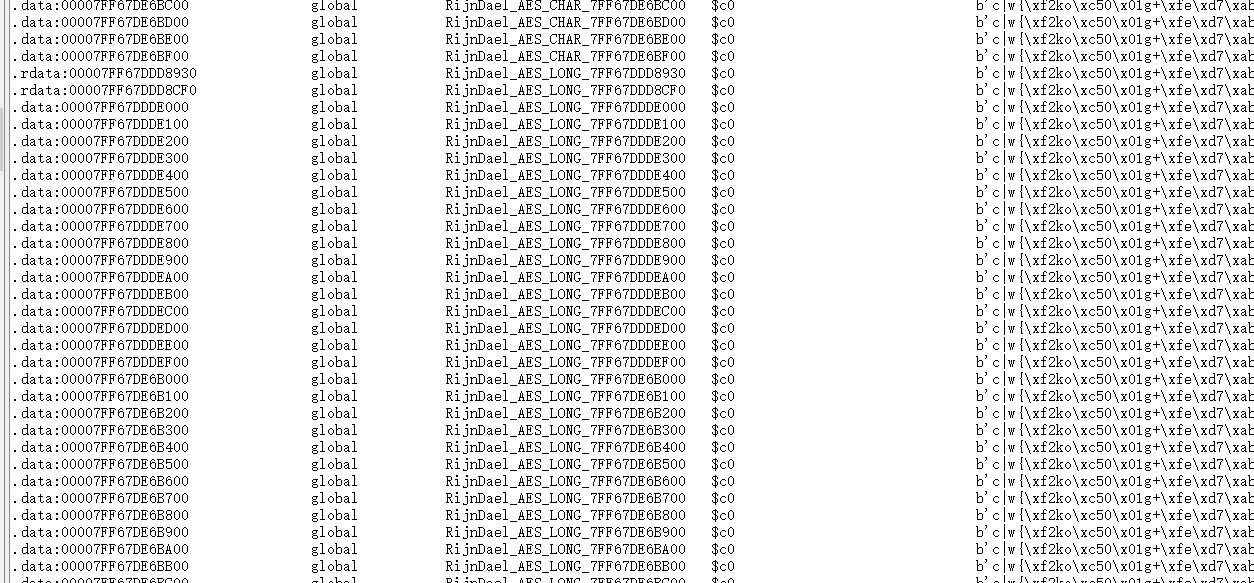 .data:00007FF67DE6BC00 global RijnDael_AES_CHAR_7FF67DE6BC00 $c0 b'c|w{\xf2ko\xc50\x01g+\xfe\xd7\xab
.data:00007FF67DE6BD00 global RijnDael_AES_CHAR_7FF67DE6BD00 $c0 b'c|w{\xf2ko\xc50\x01g+\xfe\xd7\xab
.data:00007FF67DE6BE00 global RijnDael_AES_CHAR_7FF67DE6BE00 $c0 b'c|w{\xf2ko\xc50\x01g+\xfe\xd7\xab
.data:00007FF67DE6BF00 global RijnDael_AES_CHAR_7FF67DE6BF00 $c0 b'c|w{\xf2ko\xc50\x01g+\xfe\xd7\xab
.rdata:00007FF67DDD8930 global RijnDael_AES_LONG_7FF67DDD8930 $c0 b'c|w{\xf2ko\xc50\x01g+\xfe\xd7\xab
.rdata:00007FF67DDD8CF0 global RijnDael_AES_LONG_7FF67DDD8CF0 $c0 b'c|w{\xf2ko\xc50\x01g+\xfe\xd7\xab
.data:00007FF67DDDE000 global RijnDael_AES_LONG_7FF67DDDE000 $c0 b'c|w{\xf2ko\xc50\x01g+\xfe\xd7\xab
.data:00007FF67DDDE100 global RijnDael_AES_LONG_7FF67DDDE100 $c0 b'c|w{\xf2ko\xc50\x01g+\xfe\xd7\xab
.data:00007FF67DDDE200 global RijnDael_AES_LONG_7FF67DDDE200 $c0 b'c|w{\xf2ko\xc50\x01g+\xfe\xd7\xab
.data:00007FF67DDDE300 global RijnDael_AES_LONG_7FF67DDDE300 $c0 b'c|w{\xf2ko\xc50\x01g+\xfe\xd7\xab
.data:00007FF67DDDE400 global RijnDael_AES_LONG_7FF67DDDE400 $c0 b'c|w{\xf2ko\xc50\x01g+\xfe\xd7\xab
.data:00007FF67DDDE500 global RijnDael_AES_LONG_7FF67DDDE500 $c0 b'c|w{\xf2ko\xc50\x01g+\xfe\xd7\xab
.data:00007FF67DDDE600 global RijnDael_AES_LONG_7FF67DDDE600 $c0 b'c|w{\xf2ko\xc50\x01g+\xfe\xd7\xab
.data:00007FF67DDDE700 global RijnDael_AES_LONG_7FF67DDDE700 $c0 b'c|w{\xf2ko\xc50\x01g+\xfe\xd7\xab
.data:00007FF67DDDE800 global RijnDael_AES_LONG_7FF67DDDE800 $c0 b'c|w{\xf2ko\xc50\x01g+\xfe\xd7\xab
.data:00007FF67DDDE900 global RijnDael_AES_LONG_7FF67DDDE900 $c0 b'c|w{\xf2ko\xc50\x01g+\xfe\xd7\xab
.data:00007FF67DDDEA00 global RijnDael_AES_LONG_7FF67DDDEA00 $c0 b'c|w{\xf2ko\xc50\x01g+\xfe\xd7\xab
.data:00007FF67DDDEB00 global RijnDael_AES_LONG_7FF67DDDEB00 $c0 b'c|w{\xf2ko\xc50\x01g+\xfe\xd7\xab
.data:00007FF67DDDEC00 global RijnDael_AES_LONG_7FF67DDDEC00 $c0 b'c|w{\xf2ko\xc50\x01g+\xfe\xd7\xab
.data:00007FF67DDDED00 global RijnDael_AES_LONG_7FF67DDDED00 $c0 b'c|w{\xf2ko\xc50\x01g+\xfe\xd7\xab
.data:00007FF67DDDEE00 global RijnDael_AES_LONG_7FF67DDDEE00 $c0 b'c|w{\xf2ko\xc50\x01g+\xfe\xd7\xab
.data:00007FF67DDDEF00 global RijnDael_AES_LONG_7FF67DDDEF00 $c0 b'c|w{\xf2ko\xc50\x01g+\xfe\xd7\xab
.data:00007FF67DE6B000 global RijnDael_AES_LONG_7FF67DE6B000 $c0 b'c|w{\xf2ko\xc50\x01g+\xfe\xd7\xab
.data:00007FF67DE6B100 global RijnDael_AES_LONG_7FF67DE6B100 $c0 b'c|w{\xf2ko\xc50\x01g+\xfe\xd7\xab
.data:00007FF67DE6B200 global RijnDael_AES_LONG_7FF67DE6B200 $c0 b'c|w{\xf2ko\xc50\x01g+\xfe\xd7\xab
.data:00007FF67DE6B300 global RijnDael_AES_LONG_7FF67DE6B300 $c0 b'c|w{\xf2ko\xc50\x01g+\xfe\xd7\xab
.data:00007FF67DE6B400 global RijnDael_AES_LONG_7FF67DE6B400 $c0 b'c|w{\xf2ko\xc50\x01g+\xfe\xd7\xab
.data:00007FF67DE6B500 global RijnDael_AES_LONG_7FF67DE6B500 $c0 b'c|w{\xf2ko\xc50\x01g+\xfe\xd7\xab
.data:00007FF67DE6B600 global RijnDael_AES_LONG_7FF67DE6B600 $c0 b'c|w{\xf2ko\xc50\x01g+\xfe\xd7\xab
.data:00007FF67DE6B700 global RijnDael_AES_LONG_7FF67DE6B700 $c0 b'c|w{\xf2ko\xc50\x01g+\xfe\xd7\xab
.data:00007FF67DE6B800 global RijnDael_AES_LONG_7FF67DE6B800 $c0 b'c|w{\xf2ko\xc50\x01g+\xfe\xd7\xab
.data:00007FF67DE6B900 global RijnDael_AES_LONG_7FF67DE6B900 $c0 b'c|w{\xf2ko\xc50\x01g+\xfe\xd7\xab
.data:00007FF67DE6BA00 global RijnDael_AES_LONG_7FF67DE6BA00 $c0 b'c|w{\xf2ko\xc50\x01g+\xfe\xd7\xab
.data:00007FF67DE6BB00 global RijnDael_AES_LONG_7FF67DE6BB00 $c0 b'c|w{\xf2ko\xc50\x01g+\xfe\xd7\xab
.data:00007FF67DE6BC00 global RijnDael_AES_LONG_7FF67DE6BC00 $c0 b'c|w{\xf2ko\xc50\x01g+\xfe\xd7\xab